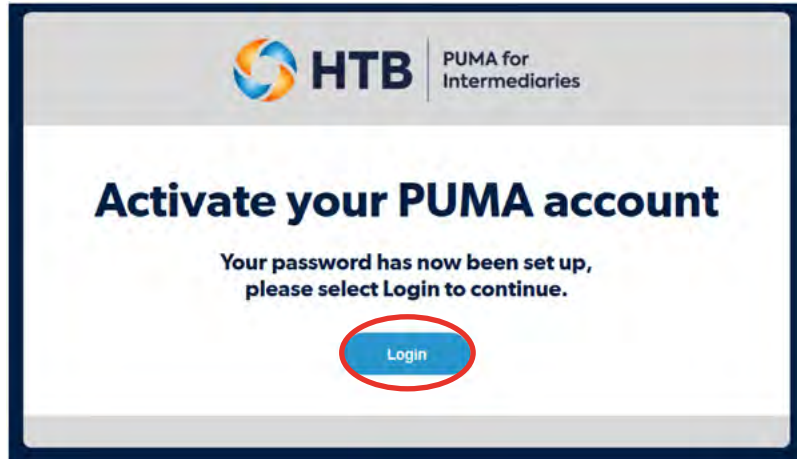 HTB
PUMA for
Intermediaries
Activate your PUMA account
Your password has now been set up,
please select Login to continue.
Login